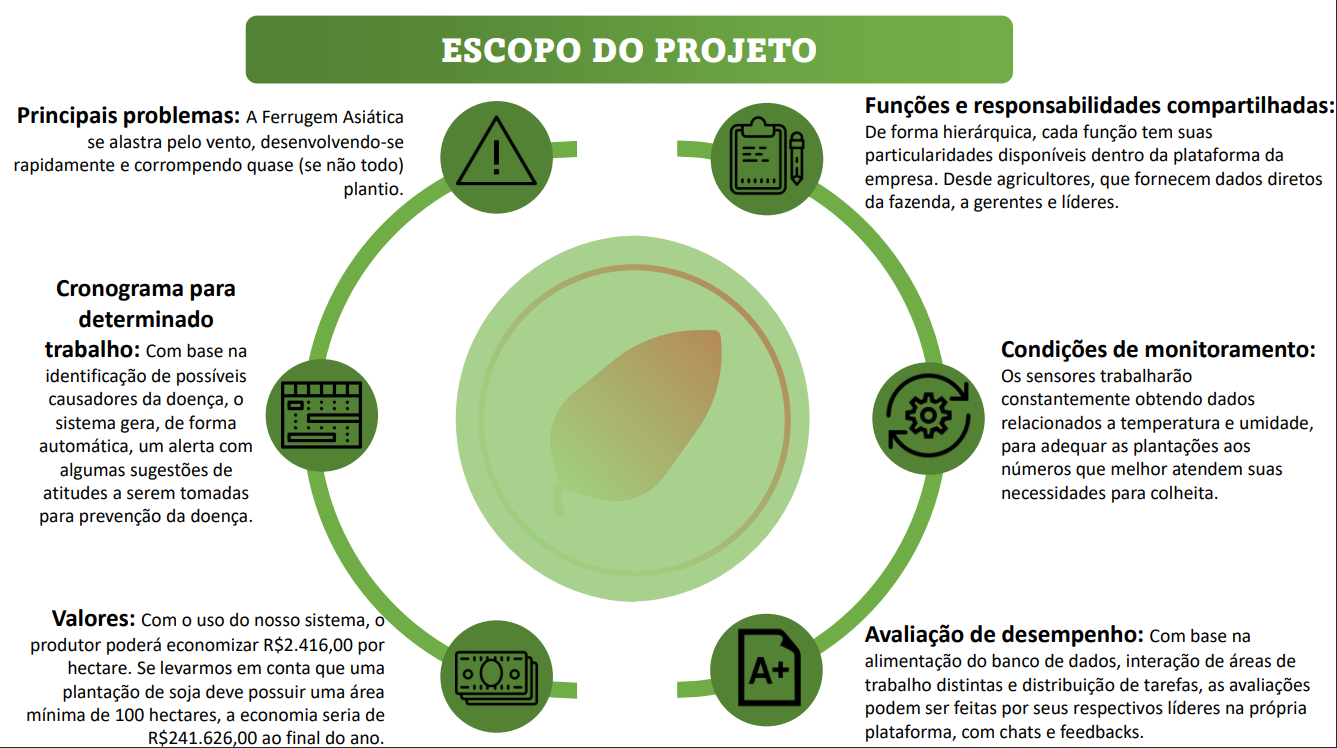 ESCOPO DO PROJETO
Principais problemas: A Ferrugem Asiática
se alastra pelo vento, desenvolvendo-se
rapidamente e corrompendo quase (se não todo)
plantio.
Funções e responsabilidades compartilhadas:
De forma hierárquica, cada função tem suas
particularidades disponíveis dentro da plataforma da
empresa. Desde agricultores, que fornecem dados diretos
da fazenda, a gerentes e líderes.
Cronograma para
determinado
trabalho: Com base na
identificação de possíveis
causadores da doença, o
sistema gera, de forma
automática, um alerta com
algumas sugestões de
atitudes a serem tomadas
para prevenção da doença.
Condições de monitoramento:
Os sensores trabalharão
constantemente obtendo dados
relacionados a temperatura e umidade,
para adequar as plantações aos
números que melhor atendem suas
necessidades para colheita.
Valores: Com o uso do nosso sistema, o
produtor poderá economizar R$2.416,00 por
hectare. Se levarmos em conta que uma
plantação de soja deve possuir uma área
mínima de 100 hectares, a economia seria de
R$241.626,00 ao final do ano.
A+
Avaliação de desempenho: Com base na
alimentação do banco de dados, interação de áreas de
trabalho distintas e distribuição de tarefas, as avaliações
podem ser feitas por seus respectivos líderes na própria
plataforma, com chats e feedbacks.